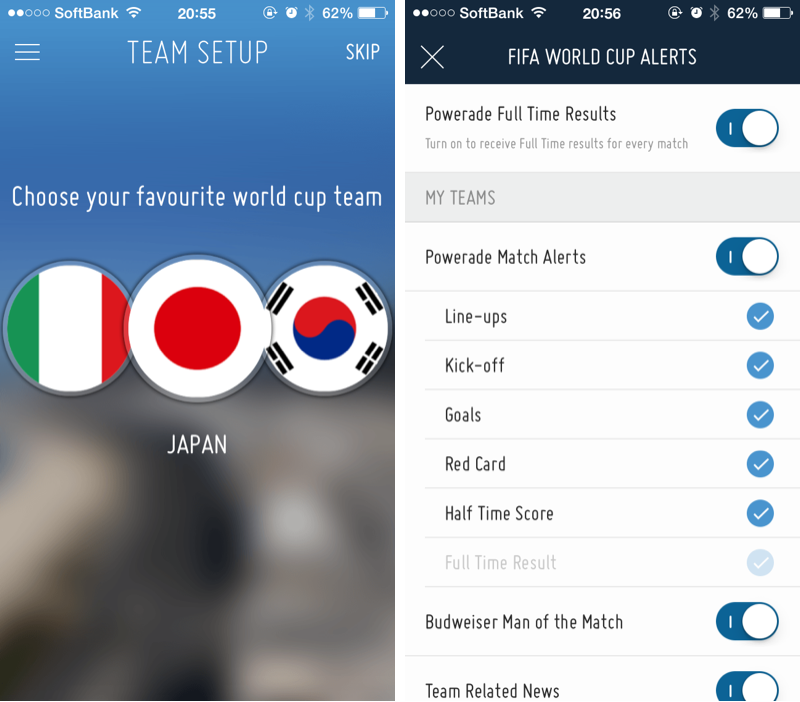 SoftBank 20:55 62%
TEAM SETUP SKIP
Choose your favourite world cup team
JAPAN
SoftBank 20:56 62%
FIFA WORLD CUP ALERTS
Powerade Full Time Results
Turn on to receive Full Time results for every match
MY TEAMS
Powerade Match Alerts
Line-ups
Kick-off
Goals
Red Card
Half Time Score
Full Time Result
Budweiser Man of the Match
Team Related News